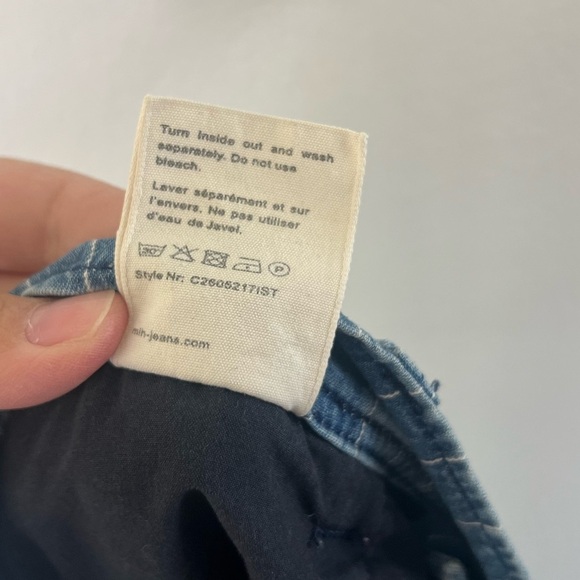 Turn inside out and wash
separately. Do not use
bleach.
Laver séparément et sur
l'envers. Ne pas utiliser
d'eau de Javel.
30° P
Style Nr: C2605217IST
mih-jeans.com